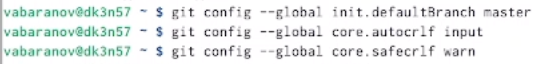 vabaranov@dk3n57 ~ $ git config --global init.defaultBranch master
vabaranov@dk3n57 ~ $ git config --global core.autocrlf input
vabaranov@dk3n57 ~ $ git config --global core.safecrlf warn